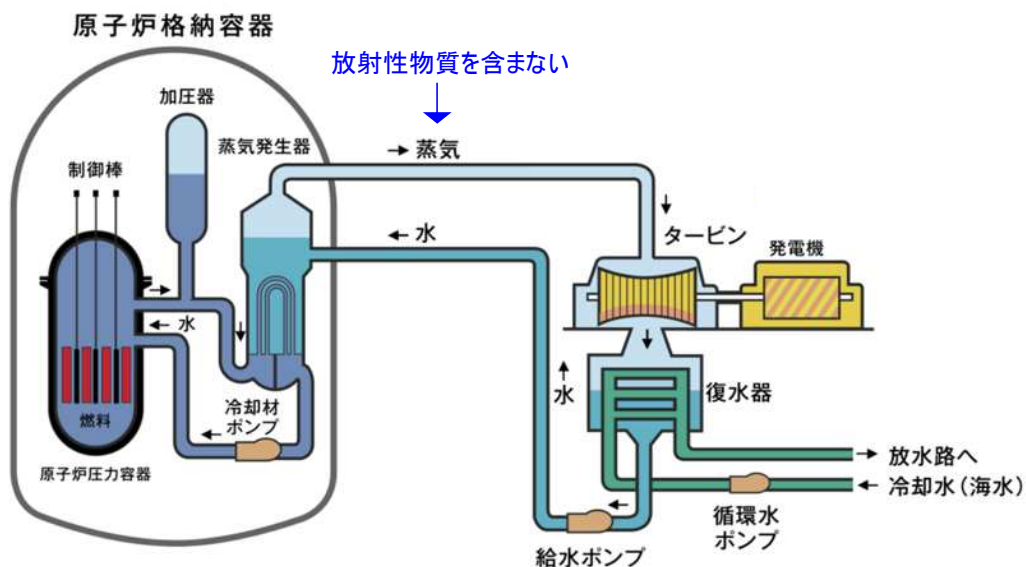 原子炉格納容器
放射性物質を含まない
加圧器
蒸気発生器
→ 蒸気
制御棒
← 水
タービン
発電機
水
冷却材
ポンプ
燃料
原子炉圧力容器
水
復水器
放水路へ
冷却水(海水)
循環水
ポンプ
給水ポンプ